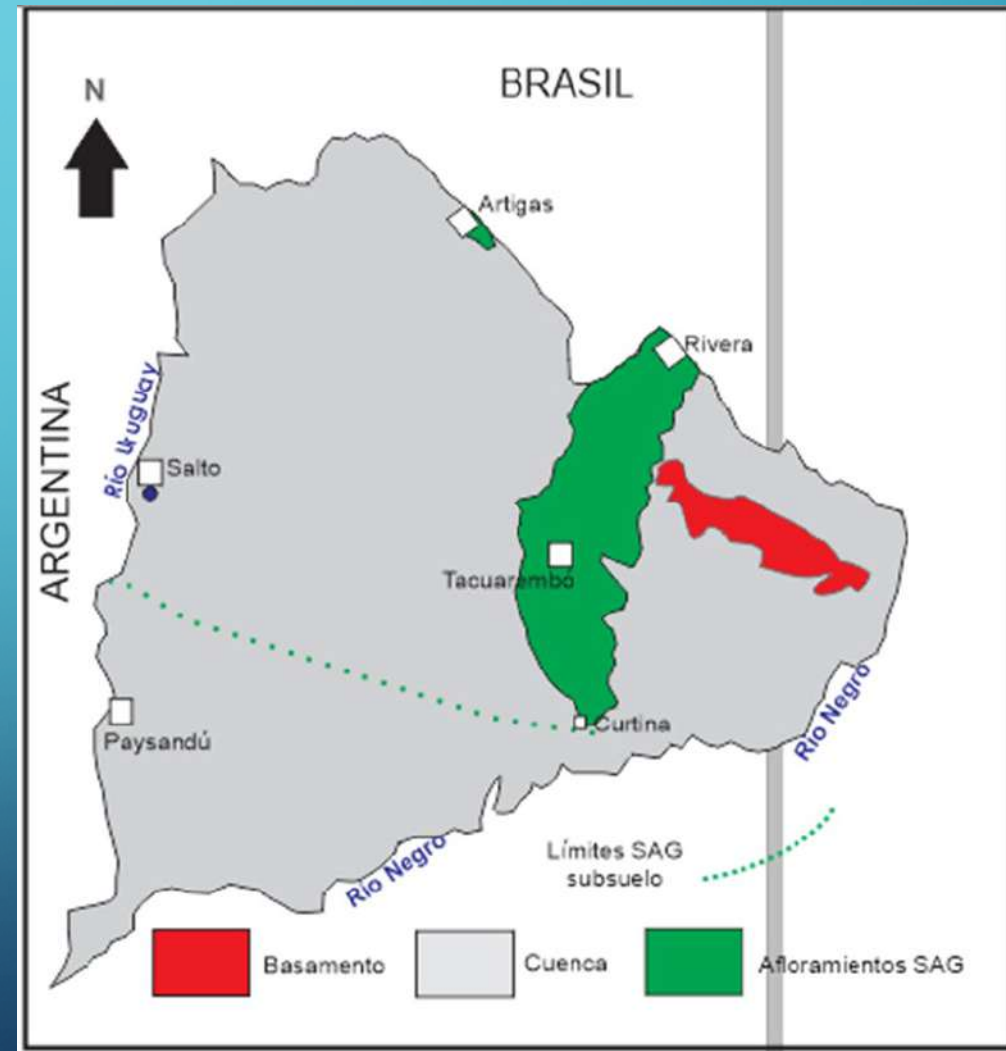 BRASIL
N
Artigas
Rivera
Río Uruguay
ARGENTINA
Salto
Tacuarembó
Curtina
Paysandú
Río Negro
Río Negro
Límites SAG
subsuelo
Basamento
Cuenca
Afloramientos SAG